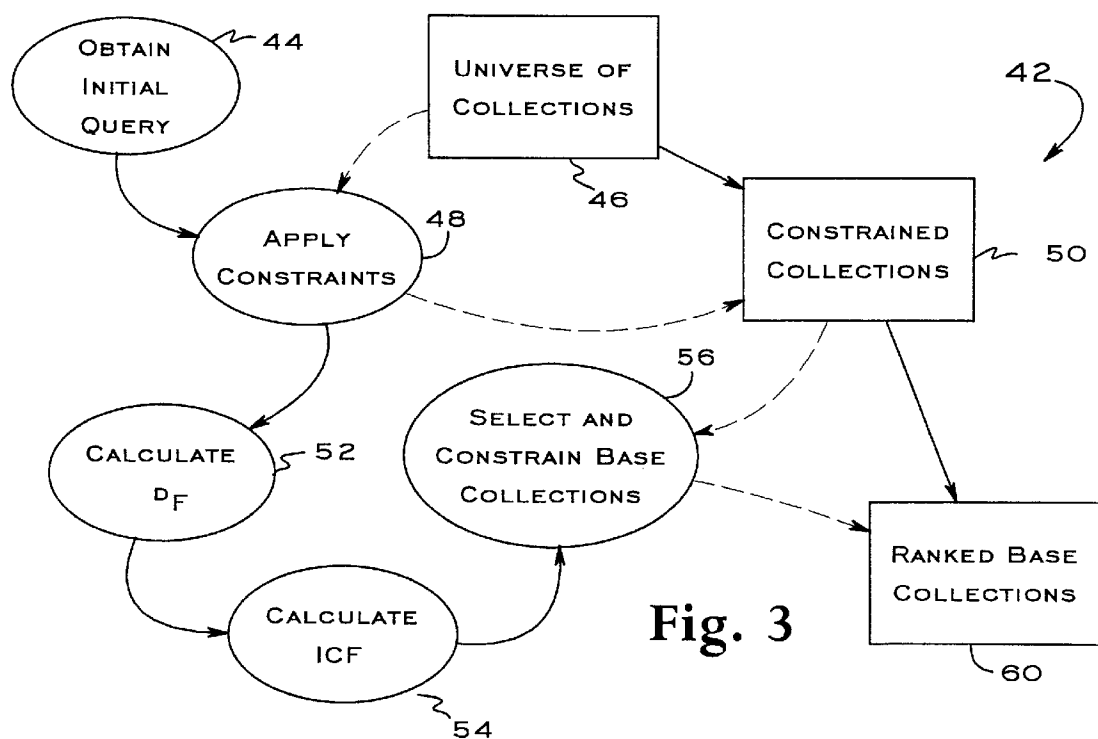 OBTAIN
INITIAL
QUERY
44
UNIVERSE OF
COLLECTIONS
46
42
APPLY
CONSTRAINTS
48
CONSTRAINED
COLLECTIONS
50
CALCULATE
DF
52
56
SELECT AND
CONSTRAIN BASE
COLLECTIONS
CALCULATE
ICF
54
Fig. 3
RANKED BASE
COLLECTIONS
60